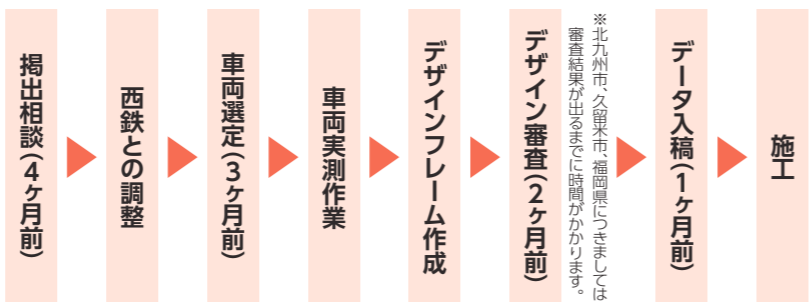 掲出相談(4ヶ月前)
西鉄との調整
車両選定(3ヶ月前)
車両実測作業
デザインフレーム作成
デザイン審査(2ヶ月前)
※北九州市、久留米市、福岡県につきましては
審査結果が出るまでに時間がかかります。
データ入稿(1ヶ月前)
施工